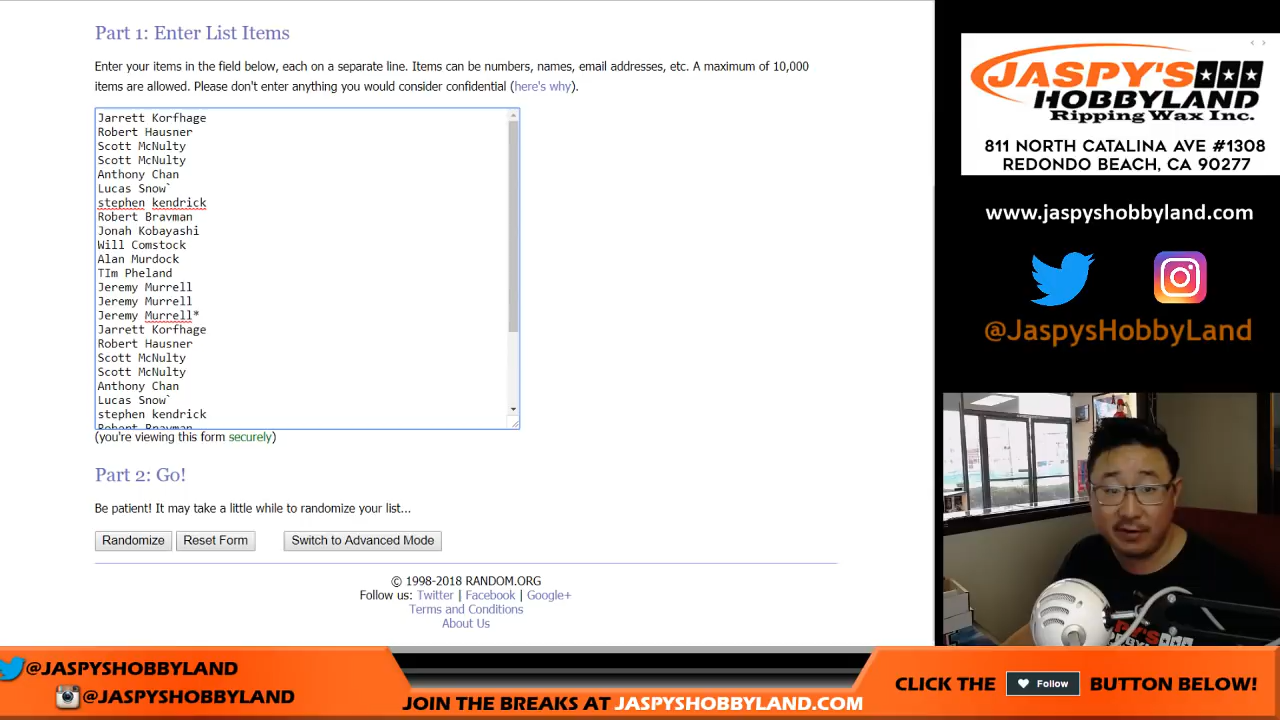 Part 1: Enter List Items
Enter your items in the field below, each on a separate line. Items can be numbers, names, email addresses, etc. A maximum of 10,000
items are allowed. Please don't enter anything you would consider confidential (here's why).
Jarrett Korfhage
Robert Hausner
Scott McNulty
Scott McNulty
Anthony Chan
Lucas Snow`
stephen kendrick
Robert Bravman
Jonah Kobayashi
Will Comstock
Alan Murdock
TIm Pheland
Jeremy Murrell
Jeremy Murrell
Jeremy Murrell*
Jarrett Korfhage
Robert Hausner
Scott McNulty
Scott McNulty
Anthony Chan
Lucas Snow`
stephen kendrick
Robert Bravman
(you're viewing this form securely)
Part 2: Go!
Be patient! It may take a little while to randomize your list...
Randomize
Reset Form
Switch to Advanced Mode
© 1998-2018 RANDOM.ORG
Follow us: Twitter | Facebook | Google+
Terms and Conditions
About Us
JASPY'S
HOBBYLAND
Ripping Wax Inc.
811 NORTH CATALINA AVE #1308
REDONDO BEACH, CA 90277
www.jaspyshobbyland.com
@JaspysHobbyLand
@JASPYSHOBBYLAND
@JASPYSHOBBYLAND
JOIN THE BREAKS AT JASPYSHOBBYLAND.COM
CLICK THE Follow BUTTON BELOW!